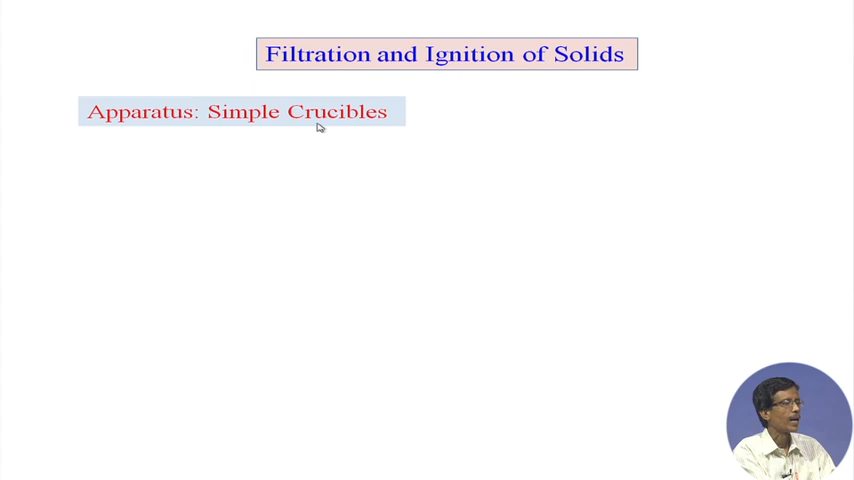 Filtration and Ignition of Solids
Apparatus: Simple Crucibles